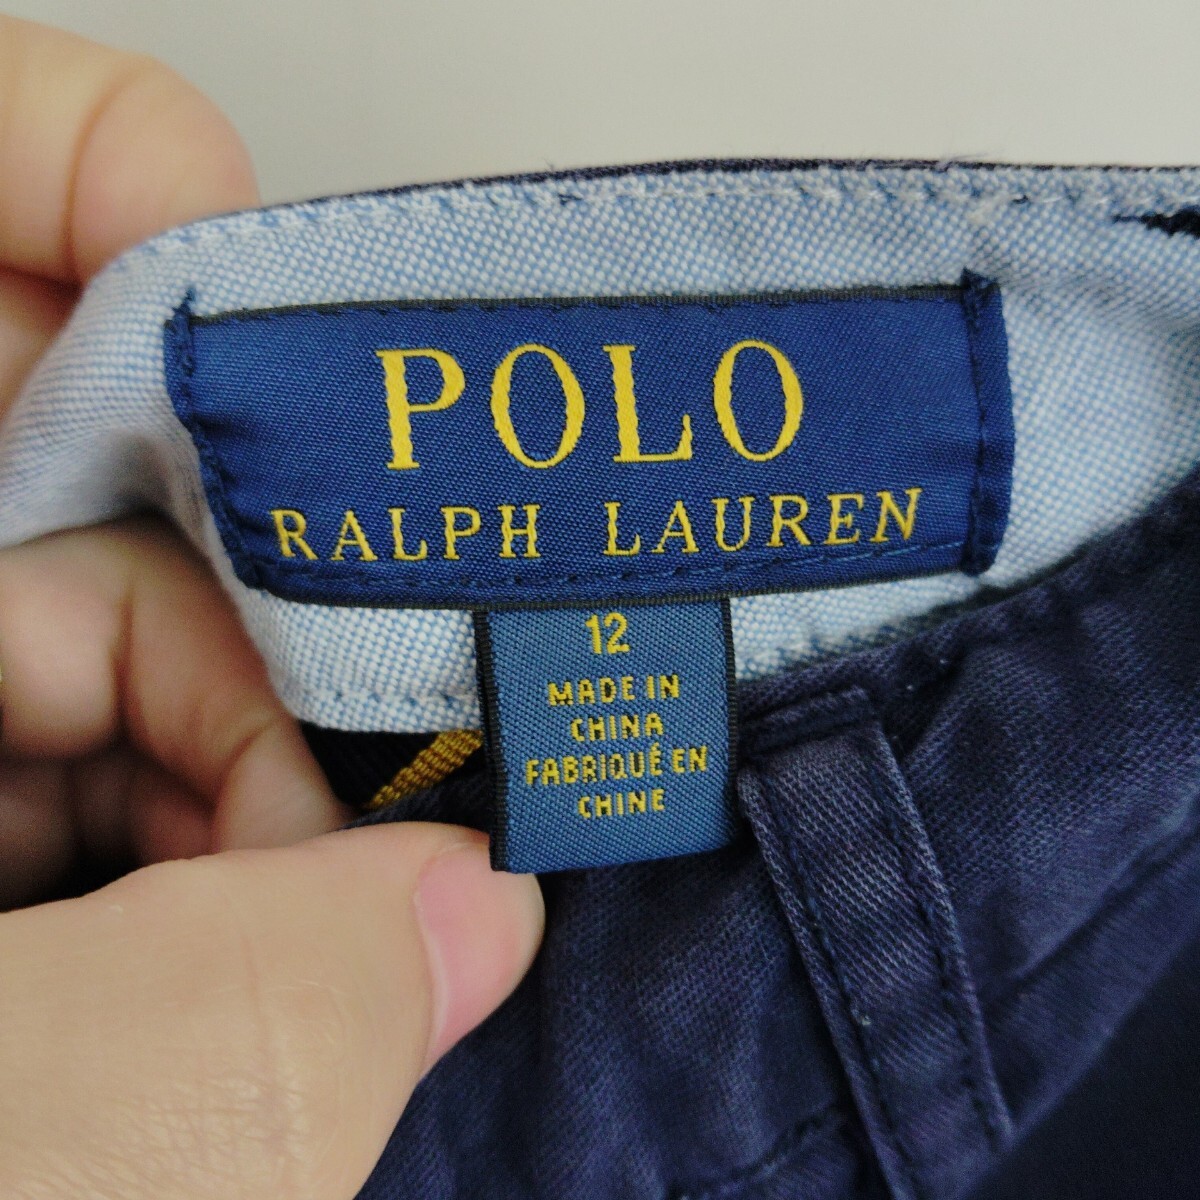 POLO
RALPH LAUREN
12
MADE IN
CHINA
FABRIQUÉ EN
CHINE